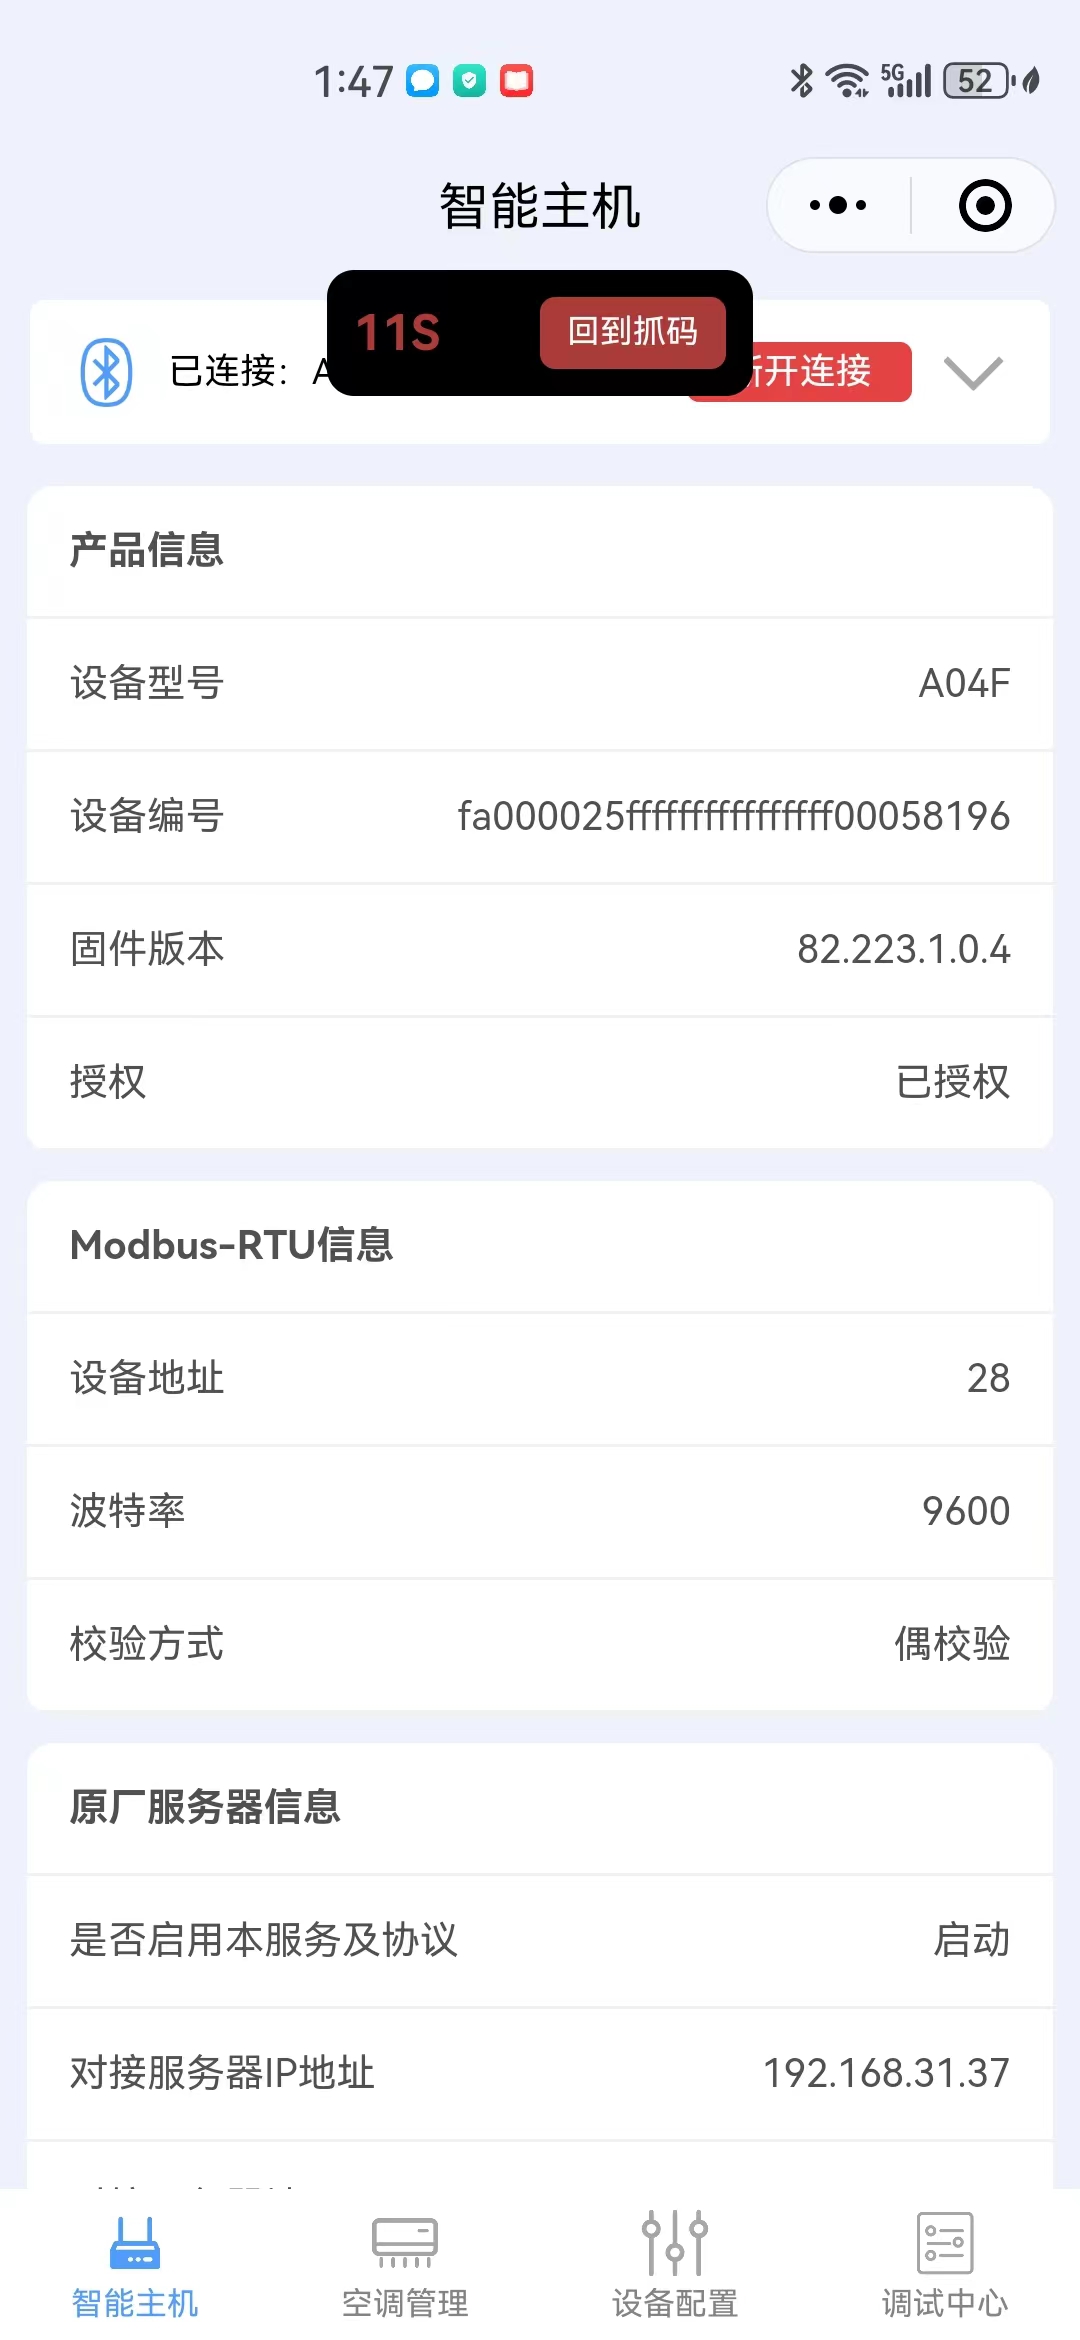 1:47
5G
52
智能主机
11S
回到抓码
已连接:
开连接
产品信息
设备型号 A04F
设备编号 fa000025ffffffffffffffff00058196
固件版本 82.223.1.0.4
授权 已授权
Modbus-RTU信息
设备地址 28
波特率 9600
校验方式 偶校验
原厂服务器信息
是否启用本服务及协议 启动
对接服务器IP地址 192.168.31.37
智能主机 空调管理 设备配置 调试中心